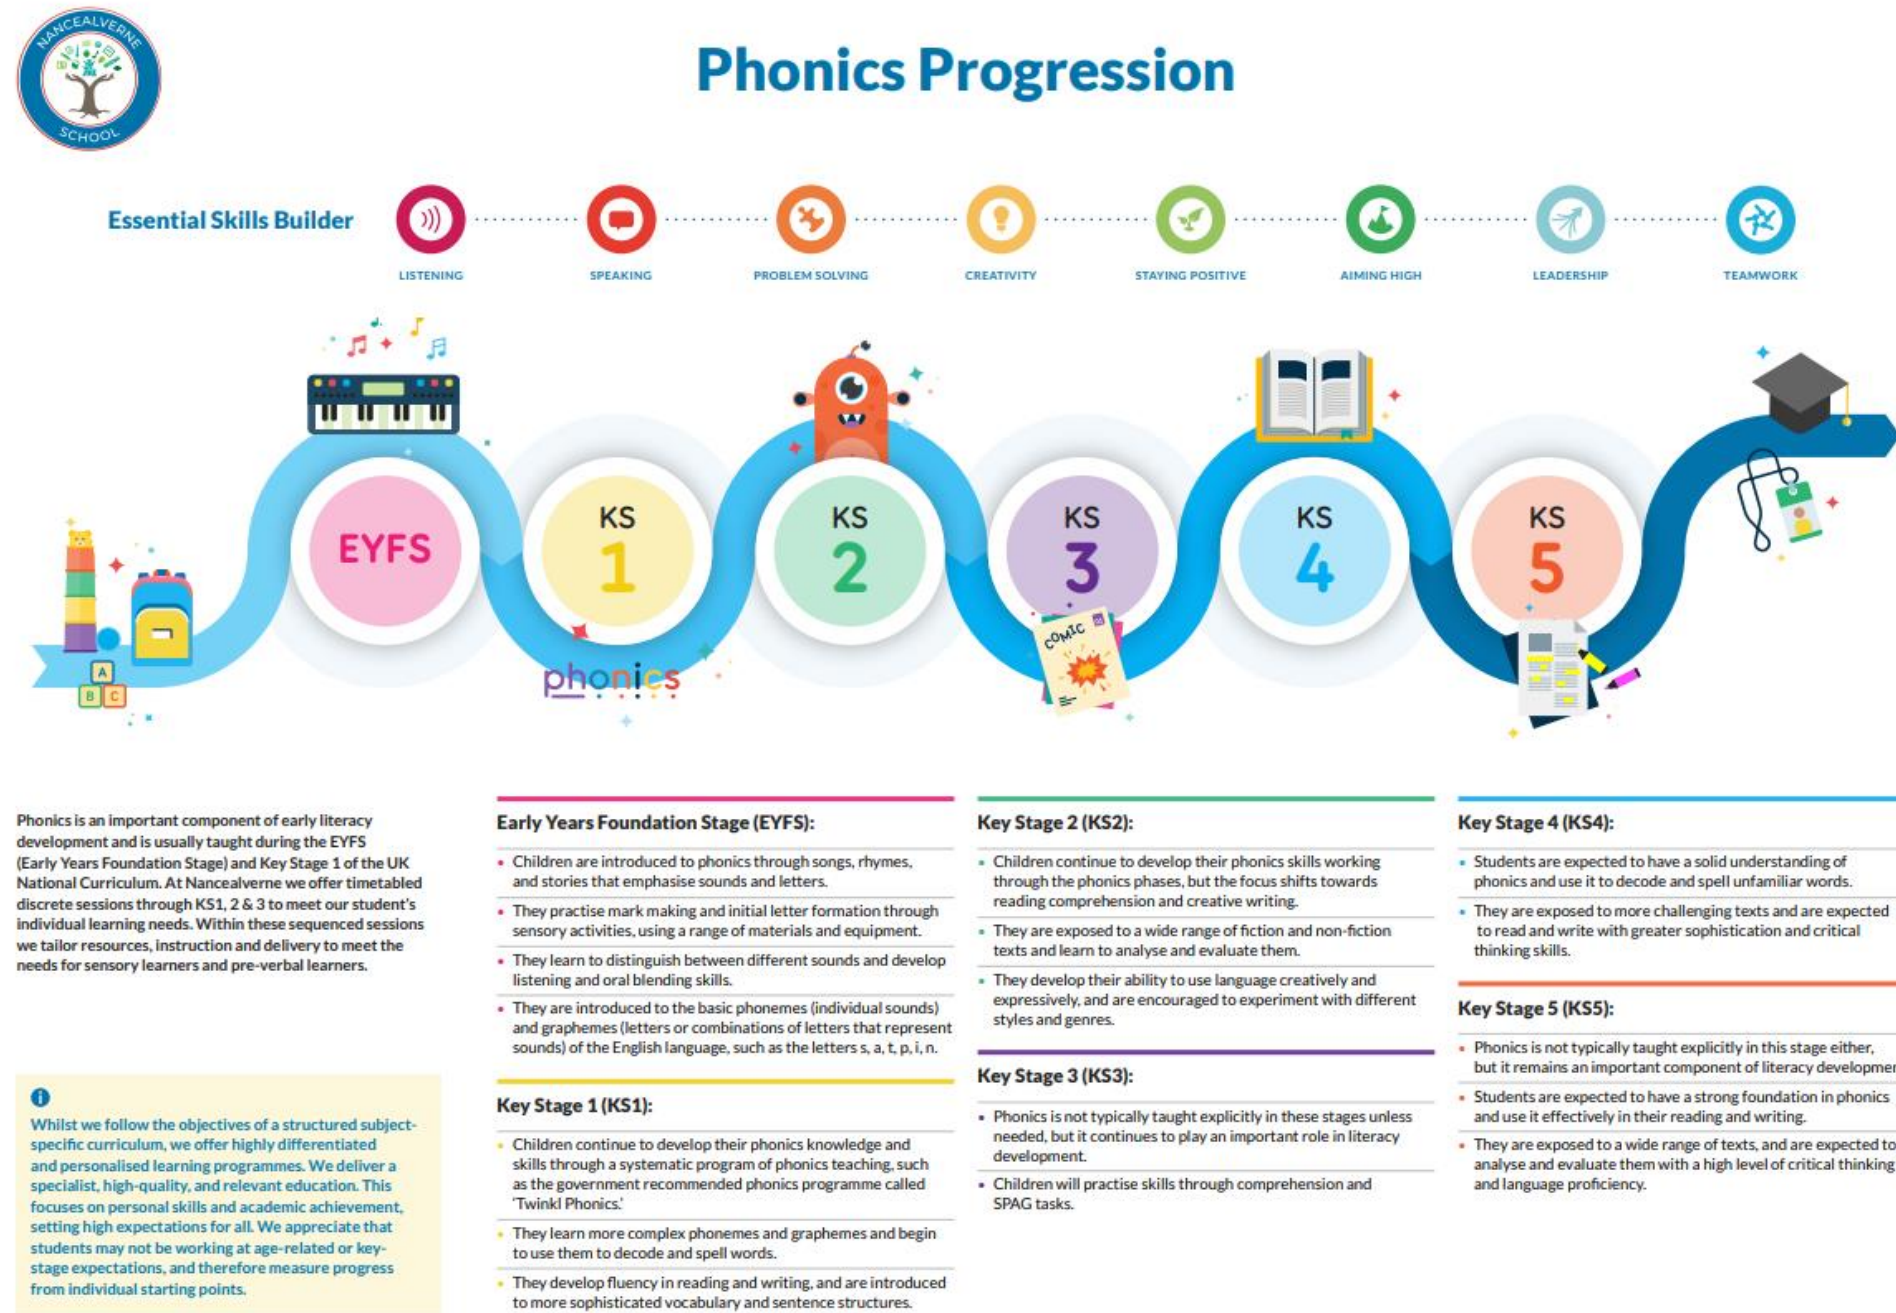 NANCEALVERNE
SCHOOL
Phonics Progression
Essential Skills Builder
LISTENING
SPEAKING
PROBLEM SOLVING
CREATIVITY
STAYING POSITIVE
AIMING HIGH
LEADERSHIP
TEAMWORK
EYFS
KS
1
KS
2
KS
3
KS
4
KS
5
A
B C
phonics
COMIC
Phonics is an important component of early literacy
development and is usually taught during the EYFS
(Early Years Foundation Stage) and Key Stage 1 of the UK
National Curriculum. At Nancealverne we offer timetabled
discrete sessions through KS1, 2 & 3 to meet our student's
individual learning needs. Within these sequenced sessions
we tailor resources, instruction and delivery to meet the
needs for sensory learners and pre-verbal learners.
i
Whilst we follow the objectives of a structured subject-
specific curriculum, we offer highly differentiated
and personalised learning programmes. We deliver a
specialist, high-quality, and relevant education. This
focuses on personal skills and academic achievement,
setting high expectations for all. We appreciate that
students may not be working at age-related or key-
stage expectations, and therefore measure progress
from individual starting points.
Early Years Foundation Stage (EYFS):
• Children are introduced to phonics through songs, rhymes,
and stories that emphasise sounds and letters.
• They practise mark making and initial letter formation through
sensory activities, using a range of materials and equipment.
• They learn to distinguish between different sounds and develop
listening and oral blending skills.
• They are introduced to the basic phonemes (individual sounds)
and graphemes (letters or combinations of letters that represent
sounds) of the English language, such as the letters s, a, t, p, i, n.
Key Stage 1 (KS1):
• Children continue to develop their phonics knowledge and
skills through a systematic program of phonics teaching, such
as the government recommended phonics programme called
'Twinkl Phonics.'
• They learn more complex phonemes and graphemes and begin
to use them to decode and spell words.
• They develop fluency in reading and writing, and are introduced
to more sophisticated vocabulary and sentence structures.
Key Stage 2 (KS2):
• Children continue to develop their phonics skills working
through the phonics phases, but the focus shifts towards
reading comprehension and creative writing.
• They are exposed to a wide range of fiction and non-fiction
texts and learn to analyse and evaluate them.
• They develop their ability to use language creatively and
expressively, and are encouraged to experiment with different
styles and genres.
Key Stage 3 (KS3):
• Phonics is not typically taught explicitly in these stages unless
needed, but it continues to play an important role in literacy
development.
• Children will practise skills through comprehension and
SPAG tasks.
Key Stage 4 (KS4):
• Students are expected to have a solid understanding of
phonics and use it to decode and spell unfamiliar words.
• They are exposed to more challenging texts and are expected
to read and write with greater sophistication and critical
thinking skills.
Key Stage 5 (KS5):
• Phonics is not typically taught explicitly in this stage either,
but it remains an important component of literacy developmen
• Students are expected to have a strong foundation in phonics
and use it effectively in their reading and writing.
• They are exposed to a wide range of texts, and are expected to
analyse and evaluate them with a high level of critical thinking
and language proficiency.